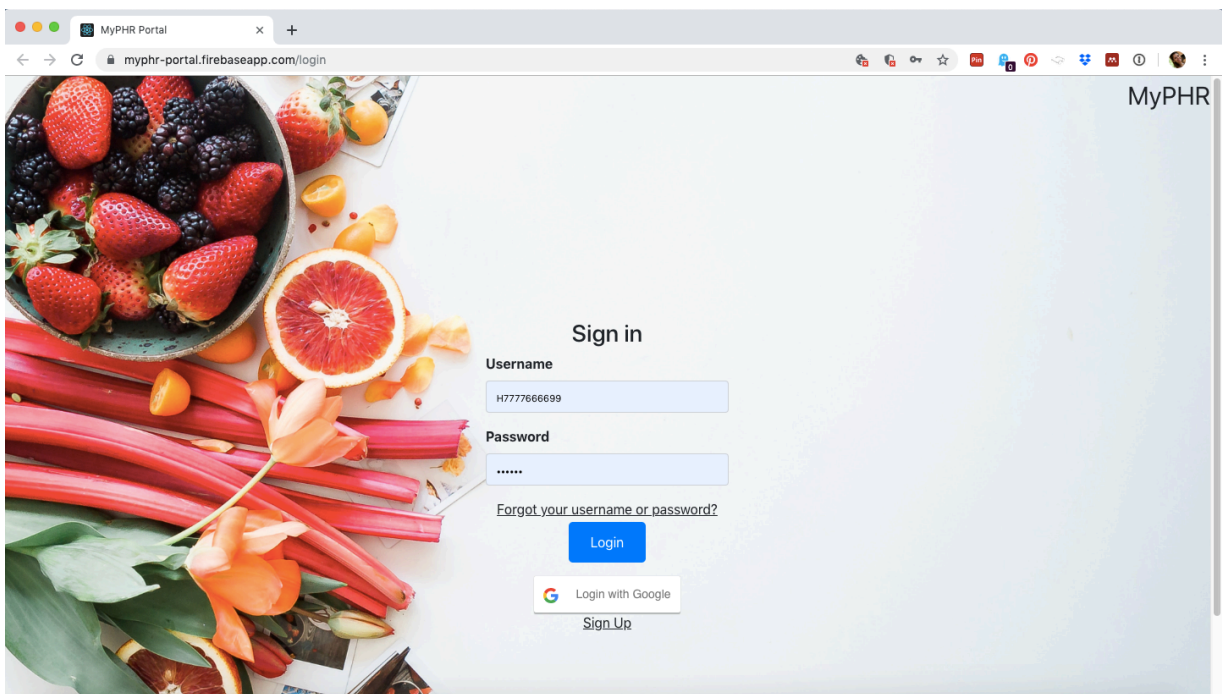 MyPHR Portal
myphr-portal.firebaseapp.com/login
Pin
0
MyPHR
Sign in
Username
H7777666699
Password
••••••
Forgot your username or password?
Login
Login with Google
Sign Up